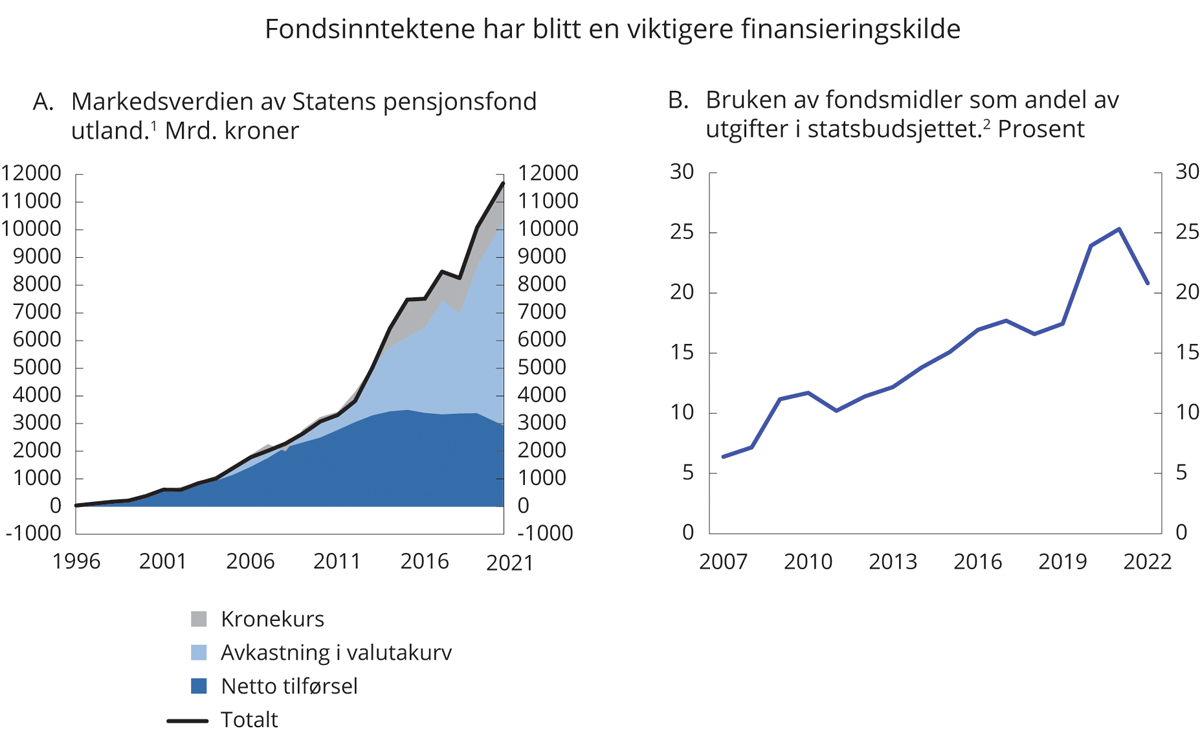 Fondsinntektene har blitt en viktigere finansieringskilde
A. Markedsverdien av Statens pensjonsfond
utland.¹ Mrd. kroner
12000 12000
11000 11000
10000 10000
9000 9000
8000 8000
7000 7000
6000 6000
5000 5000
4000 4000
3000 3000
2000 2000
1000 1000
0 0
-1000 -1000
1996 2001 2006 2011 2016 2021
Kronekurs
Avkastning i valutakurv
Netto tilførsel
Totalt
B. Bruken av fondsmidler som andel av
utgifter i statsbudsjettet.² Prosent
30 30
25 25
20 20
15 15
10 10
5 5
0 0
2007 2010 2013 2016 2019 2022